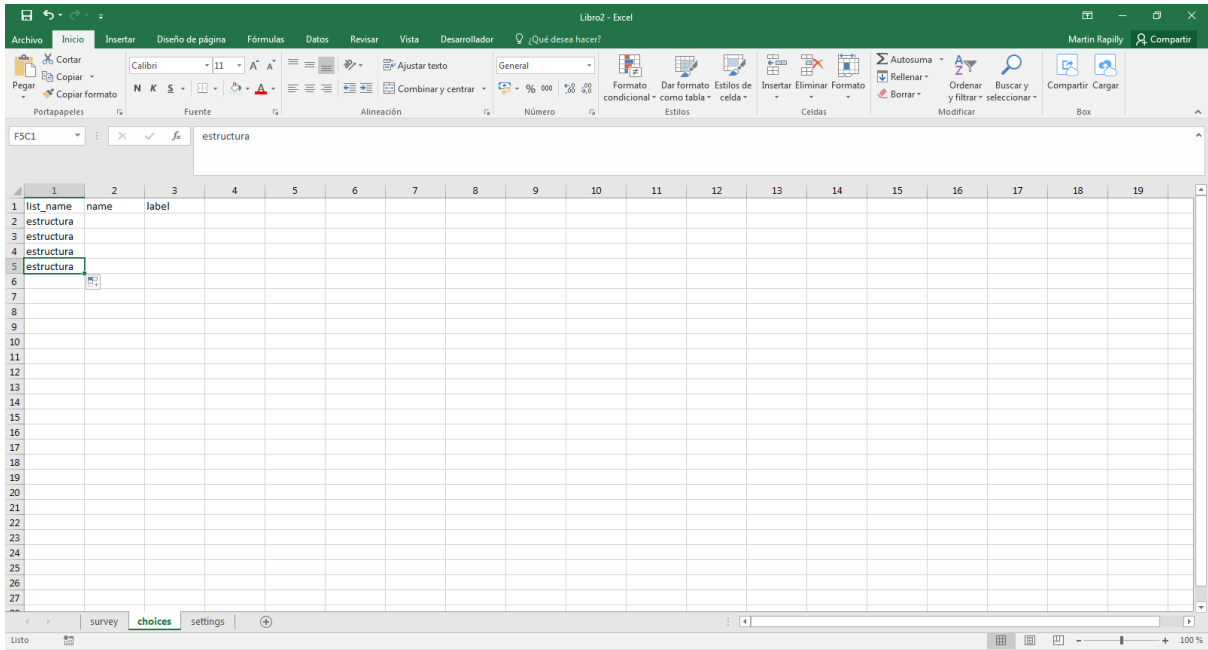 Libro2 - Excel
Archivo Inicio Insertar Diseño de página Fórmulas Datos Revisar Vista Desarrollador ¿Qué desea hacer? Martin Rapilly Compartir
Pegar Cortar Copiar Copiar formato
Calibri 11 A A
N K S A
Ajustar texto
Combinar y centrar
General
% 000
Formato condicional Dar formato como tabla Estilos de celda
Insertar Eliminar Formato
Autosuma
Rellenar
Borrar
Ordenar y filtrar Buscar y seleccionar
Compartir Cargar
Portapapeles Fuente Alineación Número Estilos Celdas Modificar Box
F5C1 fx estructura
1 2 3 4 5 6 7 8 9 10 11 12 13 14 15 16 17 18 19
1 list_name name label
2 estructura
3 estructura
4 estructura
5 estructura
6
7
8
9
10
11
12
13
14
15
16
17
18
19
20
21
22
23
24
25
26
27
survey choices settings
Listo 100 %